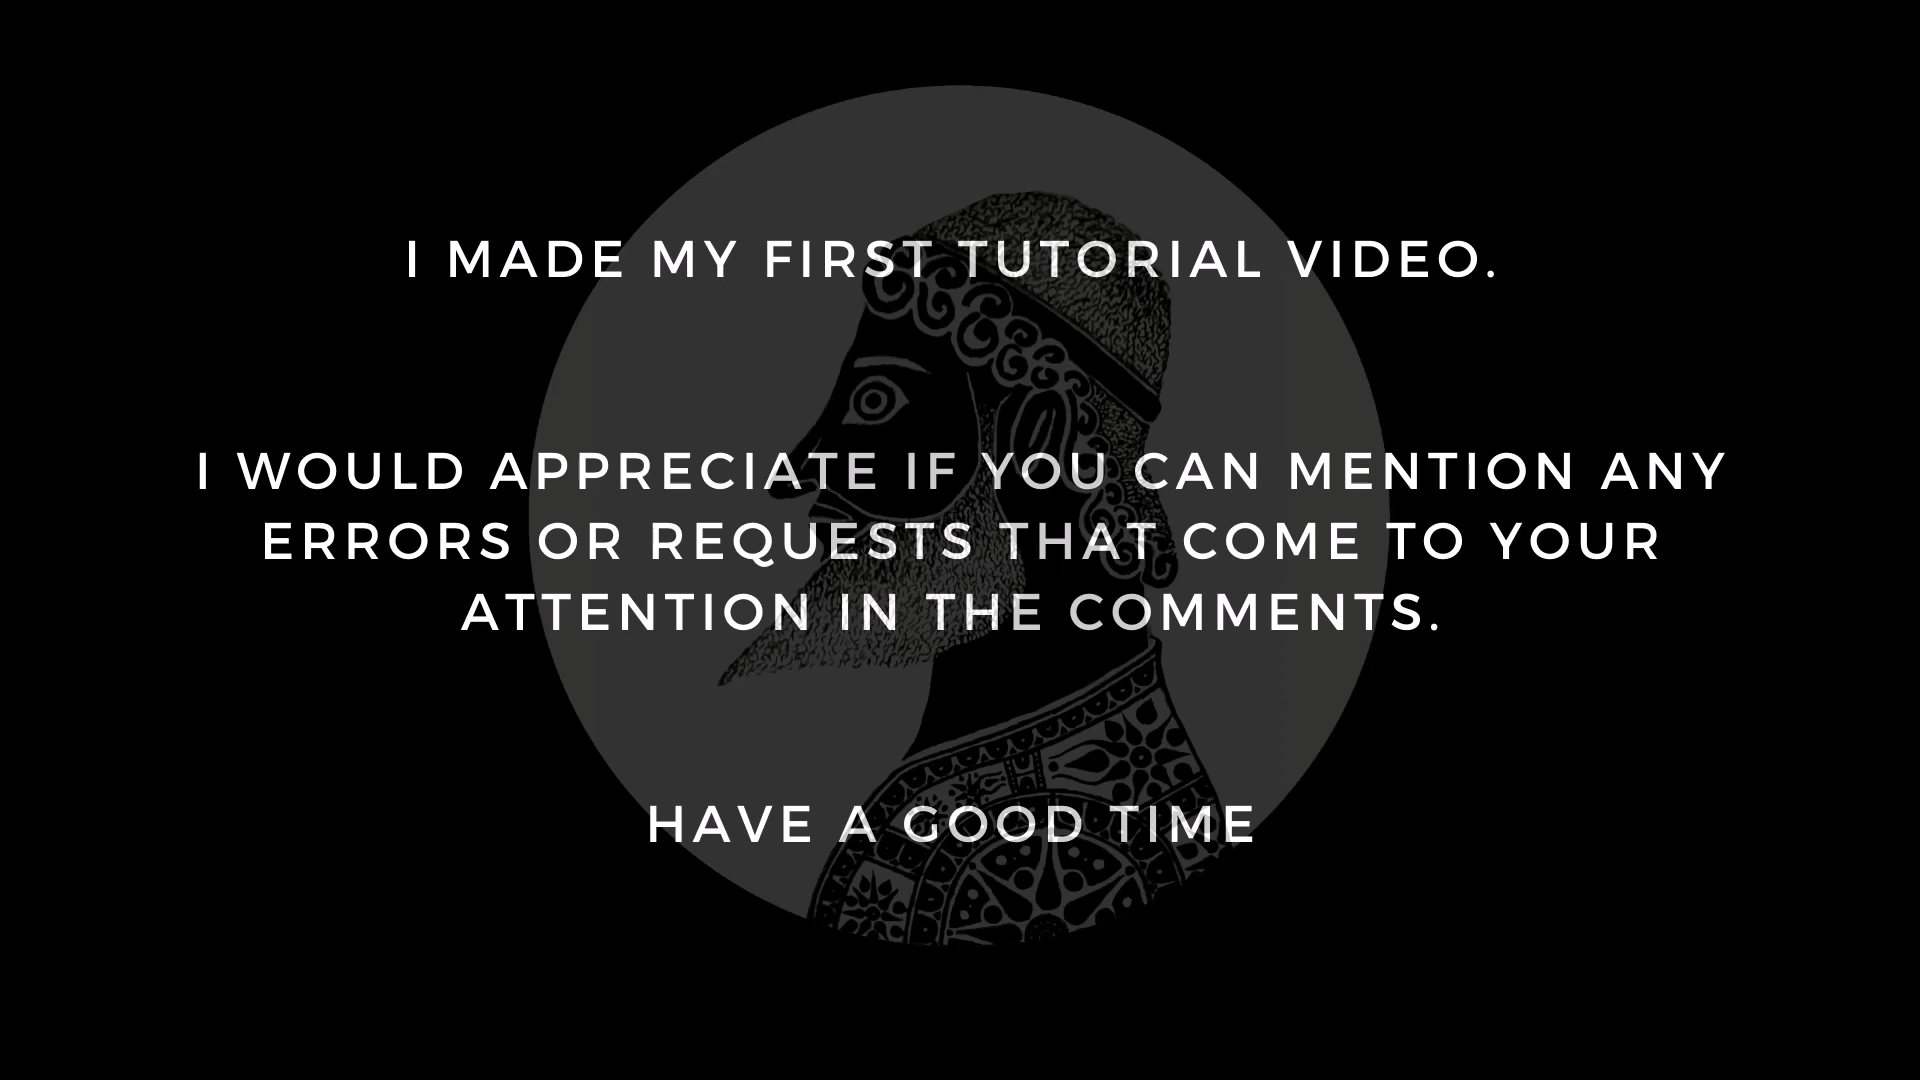 I MADE MY FIRST TUTORIAL VIDEO.
I WOULD APPRECIATE IF YOU CAN MENTION ANY
ERRORS OR REQUESTS THAT COME TO YOUR
ATTENTION IN THE COMMENTS.
HAVE A GOOD TIME